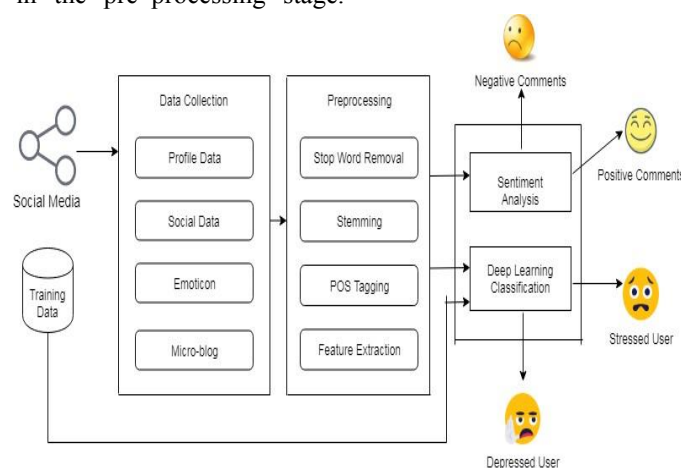 in the pre-processing stage.
Data Collection
Profile Data
Social Data
Emoticon
Micro-blog
Preprocessing
Stop Word Removal
Stemming
POS Tagging
Feature Extraction
Social Media
Training
Data
Negative Comments
Positive Comments
Sentiment
Analysis
Deep Learning
Classification
Stressed User
Depressed User